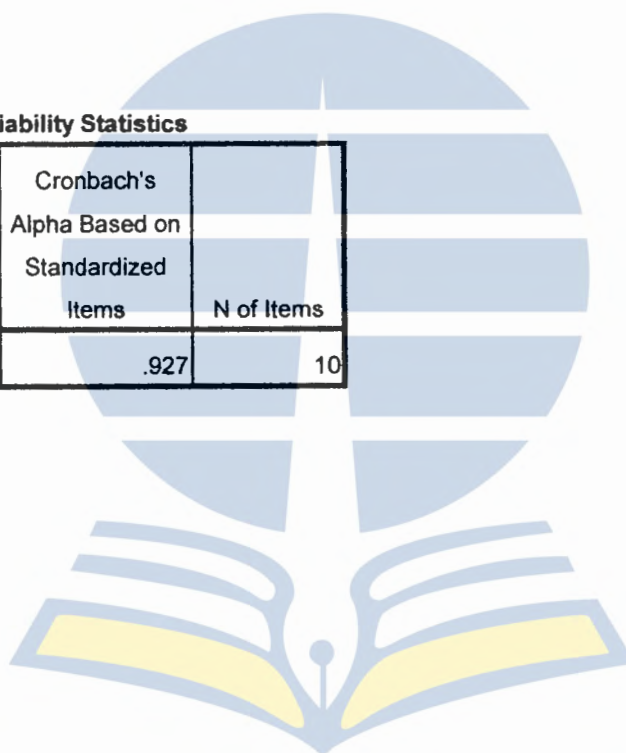 iability Statistics
Cronbach's
Alpha Based on
Standardized
Items N of Items
.927 10